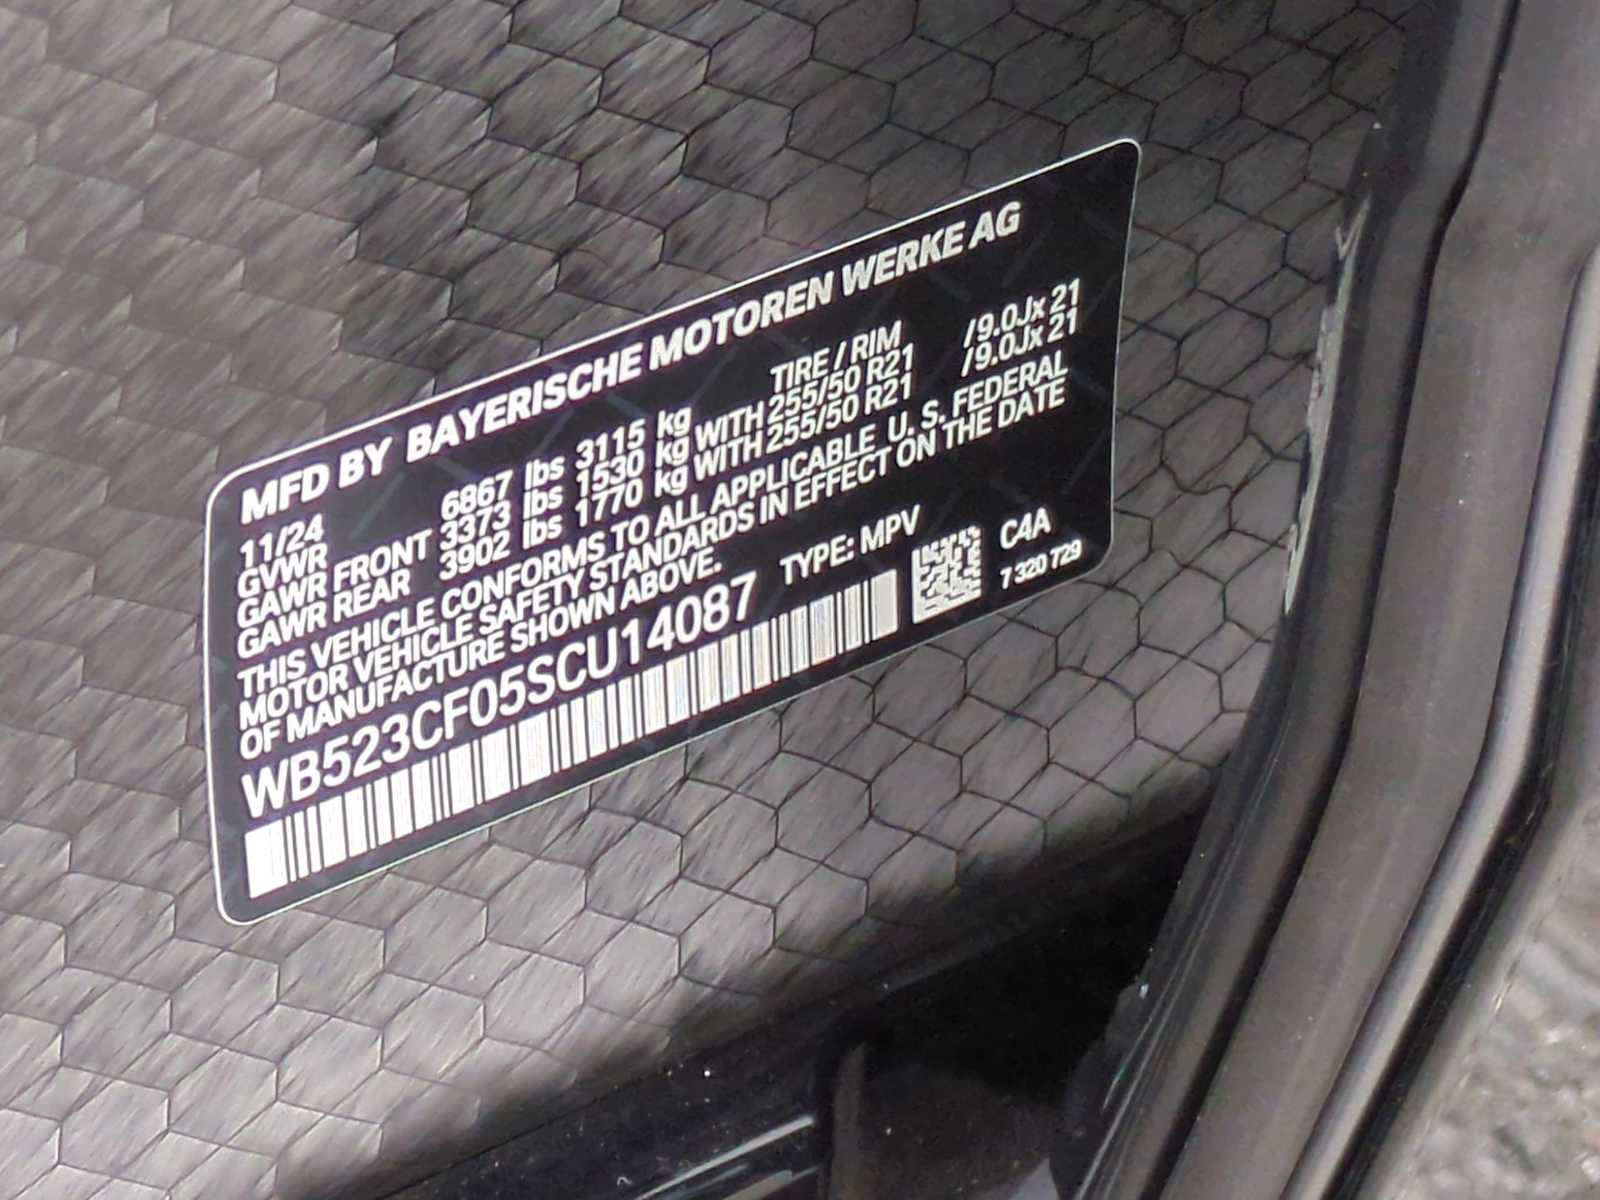 MFD BY BAYERISCHE MOTOREN WERKE AG
11/24 TIRE / RIM
GVWR 6867 lbs 3115 kg
GAWR FRONT 3373 lbs 1530 kg WITH 255/50 R21 /9.0Jx 21
GAWR REAR 3902 lbs 1770 kg WITH 255/50 R21 /9.0Jx 21
THIS VEHICLE CONFORMS TO ALL APPLICABLE U. S. FEDERAL
MOTOR VEHICLE SAFETY STANDARDS IN EFFECT ON THE DATE
OF MANUFACTURE SHOWN ABOVE.
WB523CF05SCU14087 TYPE: MPV
C4A
7 320 729